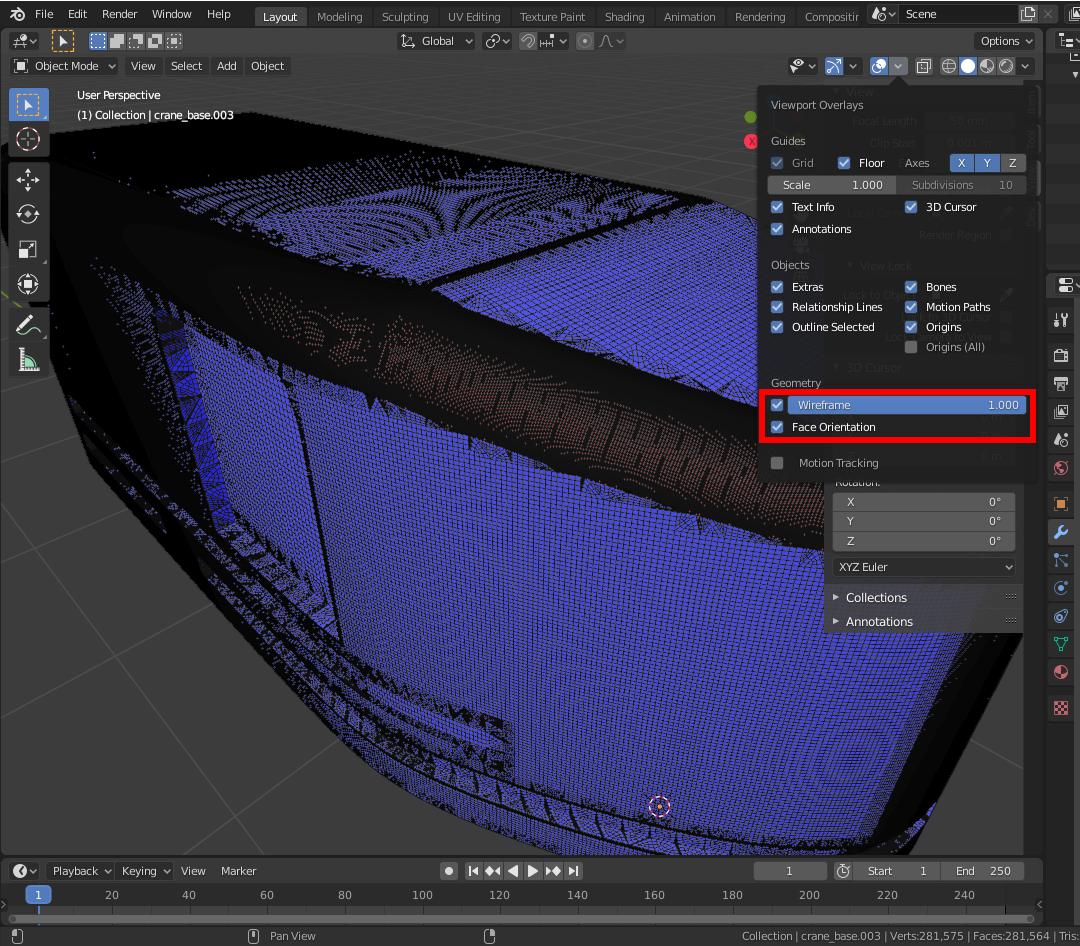 File Edit Render Window Help Layout Modeling Sculpting UV Editing Texture Paint Shading Animation Rendering Compositin Scene
Global Options
Object Mode View Select Add Object
User Perspective
(1) Collection | crane_base.003
Viewport Overlays
View
Focal Length 50 mm
Guides
Clip Start
Grid Floor Axes X Y Z
Scale 1.000 Subdivisions 10
Text Info 3D Cursor
Annotations
Render Region
Objects
View Lock
Extras Bones
Relationship Lines Motion Paths
Outline Selected Origins
Origins (All)
Geometry
3D Cursor
Wireframe 1.000
Face Orientation
Motion Tracking
Rotation:
X 0°
Y 0°
Z 0°
XYZ Euler
Collections
Annotations
X
Playback Keying View Marker 1 Start 1 End 250
1 20 40 60 80 100 120 140 160 180 200 220 240
Pan View Collection | crane_base.003 | Verts:281,575 | Faces:281,564 | Tris: